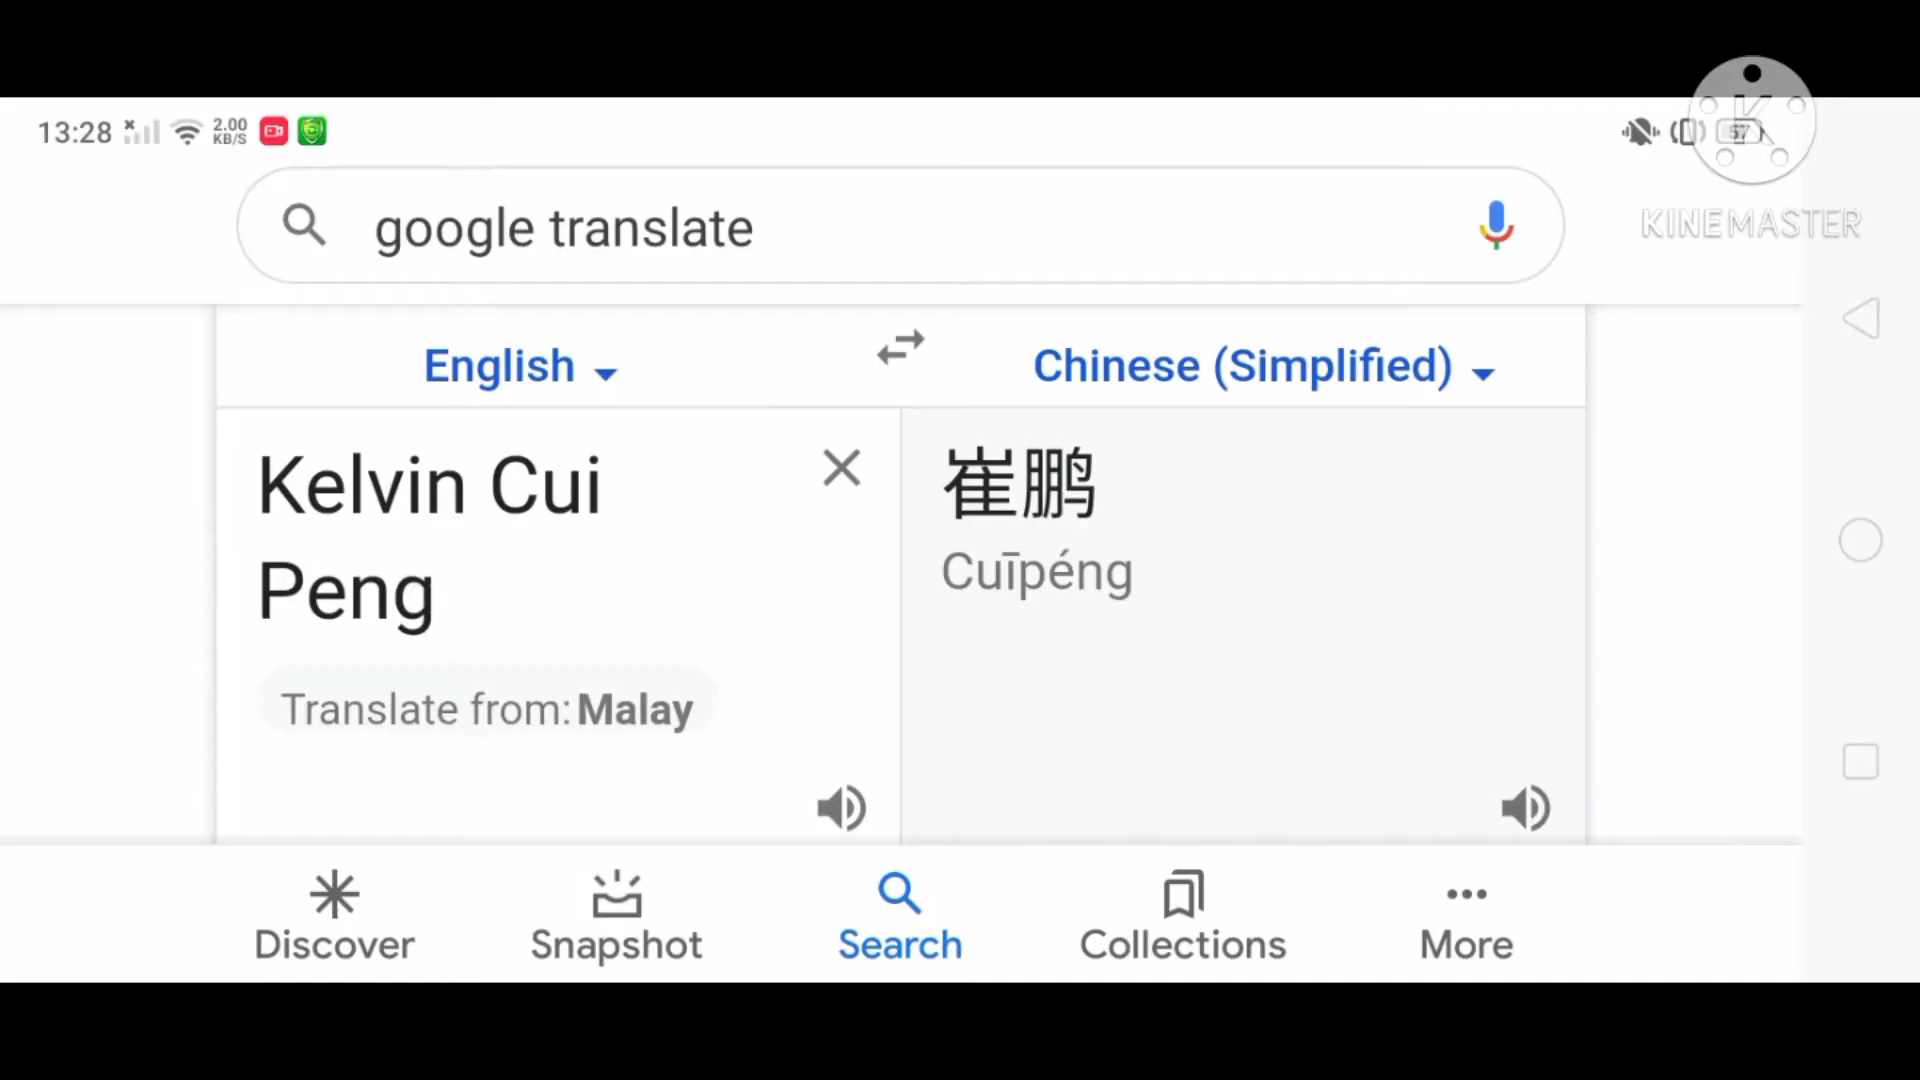 13:28 2.00 KB/S 57
KINEMASTER
google translate
English Chinese (Simplified)
Kelvin Cui
Peng
Translate from: Malay
崔鹏
Cuīpéng
Discover Snapshot Search Collections More